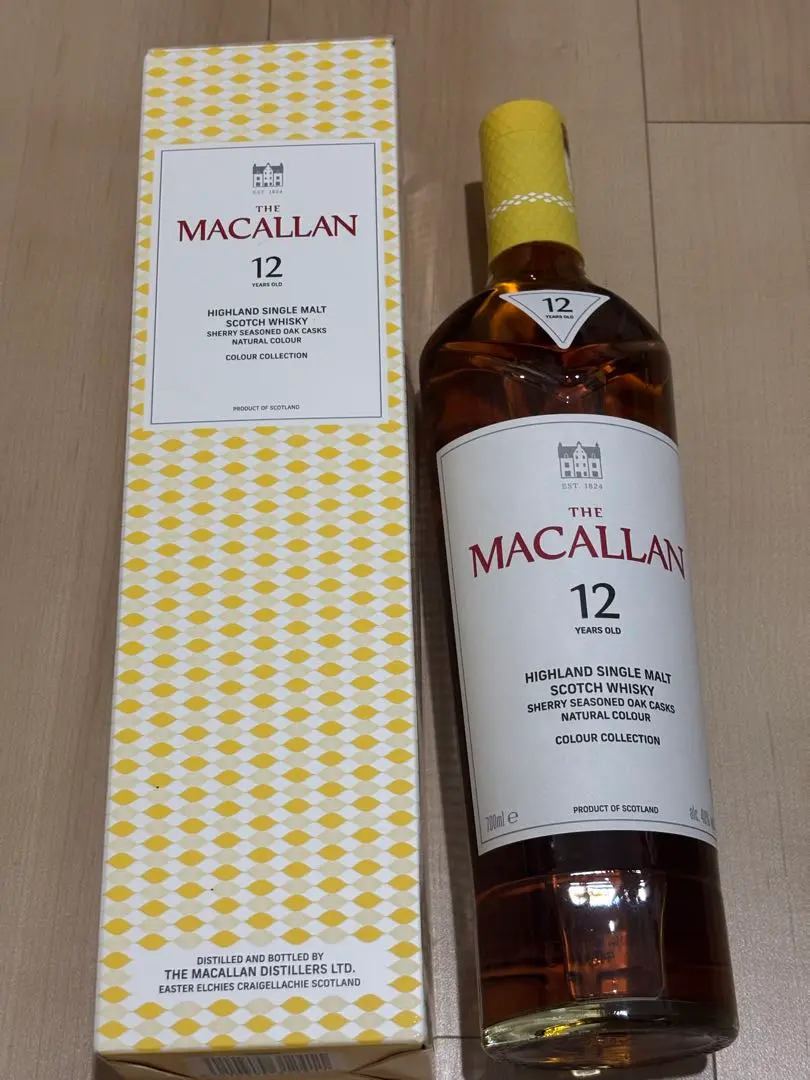 EST. 1824
THE
MACALLAN
12
YEARS OLD
HIGHLAND SINGLE MALT
SCOTCH WHISKY
SHERRY SEASONED OAK CASKS
NATURAL COLOUR
COLOUR COLLECTION
PRODUCT OF SCOTLAND
DISTILLED AND BOTTLED BY
THE MACALLAN DISTILLERS LTD.
EASTER ELCHIES CRAIGELLACHIE SCOTLAND
12
YEARS OLD
EST. 1824
THE
MACALLAN
12
YEARS OLD
HIGHLAND SINGLE MALT
SCOTCH WHISKY
SHERRY SEASONED OAK CASKS
NATURAL COLOUR
COLOUR COLLECTION
700ml e PRODUCT OF SCOTLAND alc. 40%